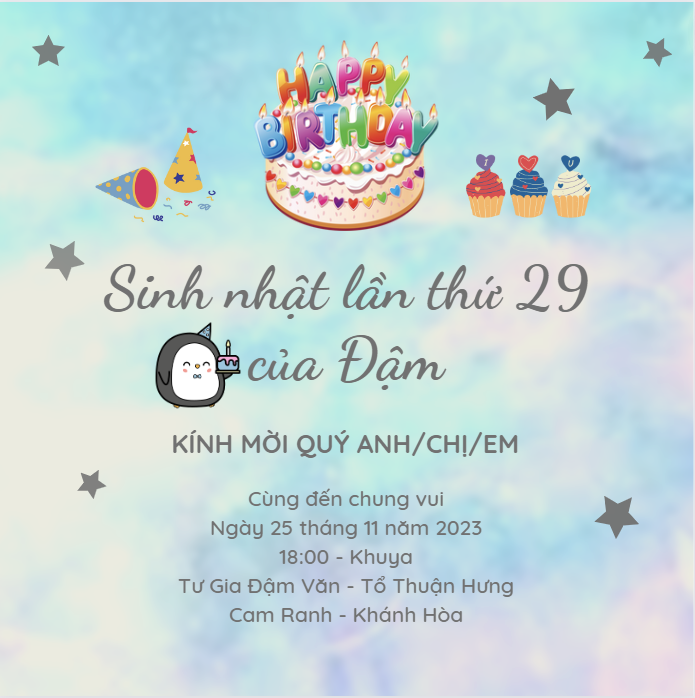 HAPPY
BIRTHDAY
I U
Sinh nhật lần thứ 29
của Đậm
KÍNH MỜI QUÝ ANH/CHỊ/EM
Cùng đến chung vui
Ngày 25 tháng 11 năm 2023
18:00 - Khuya
Tư Gia Đậm Văn - Tổ Thuận Hưng
Cam Ranh - Khánh Hòa